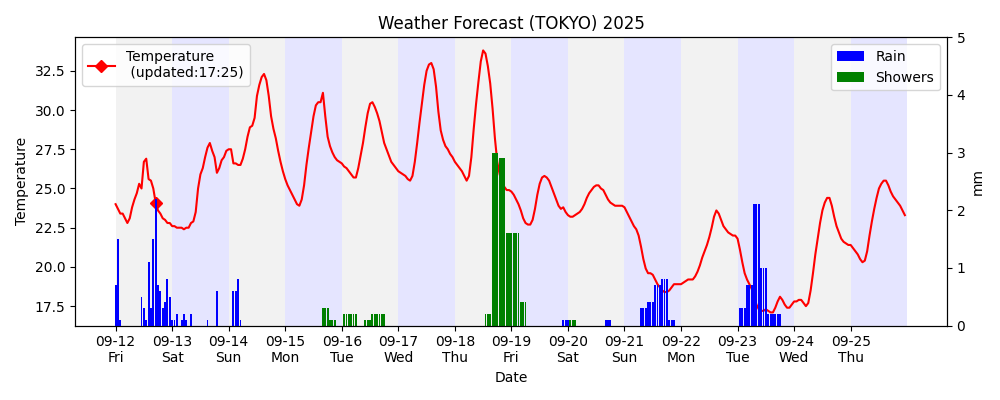 Weather Forecast (TOKYO) 2025
Temperature
(updated:17:25)
Rain
Showers
32.5
30.0
27.5
25.0
22.5
20.0
17.5
Temperature
5
4
3
2
1
0
mm
09-12 09-13 09-14 09-15 09-16 09-17 09-18 09-19 09-20 09-21 09-22 09-23 09-24 09-25
Fri Sat Sun Mon Tue Wed Thu Fri Sat Sun Mon Tue Wed Thu
Date